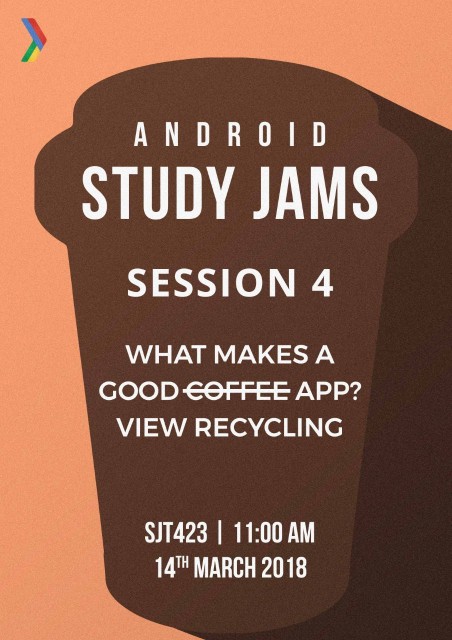 ANDROID
STUDY JAMS
SESSION 4
WHAT MAKES A
GOOD COFFEE APP?
VIEW RECYCLING
SJT423 | 11:00 AM
14TH MARCH 2018